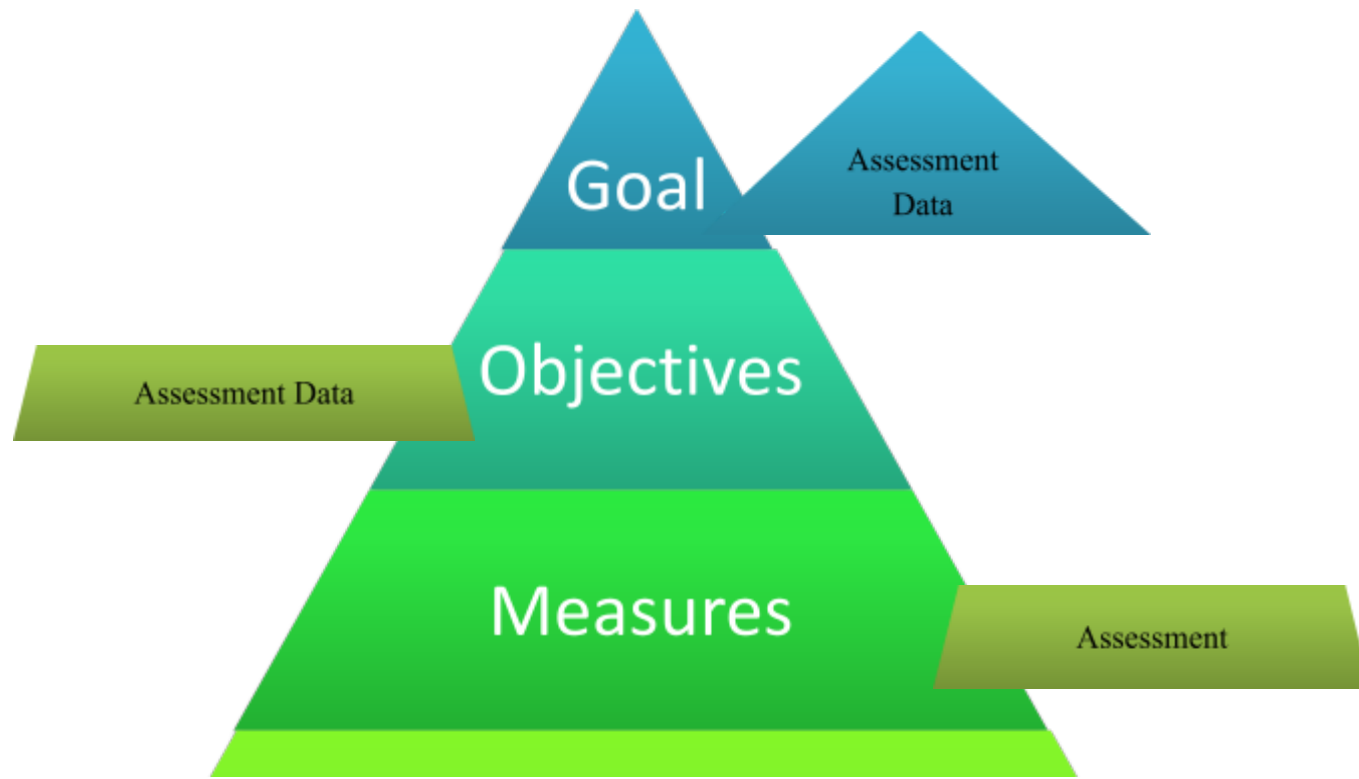 Goal
Assessment
Data
Objectives
Assessment Data
Measures
Assessment